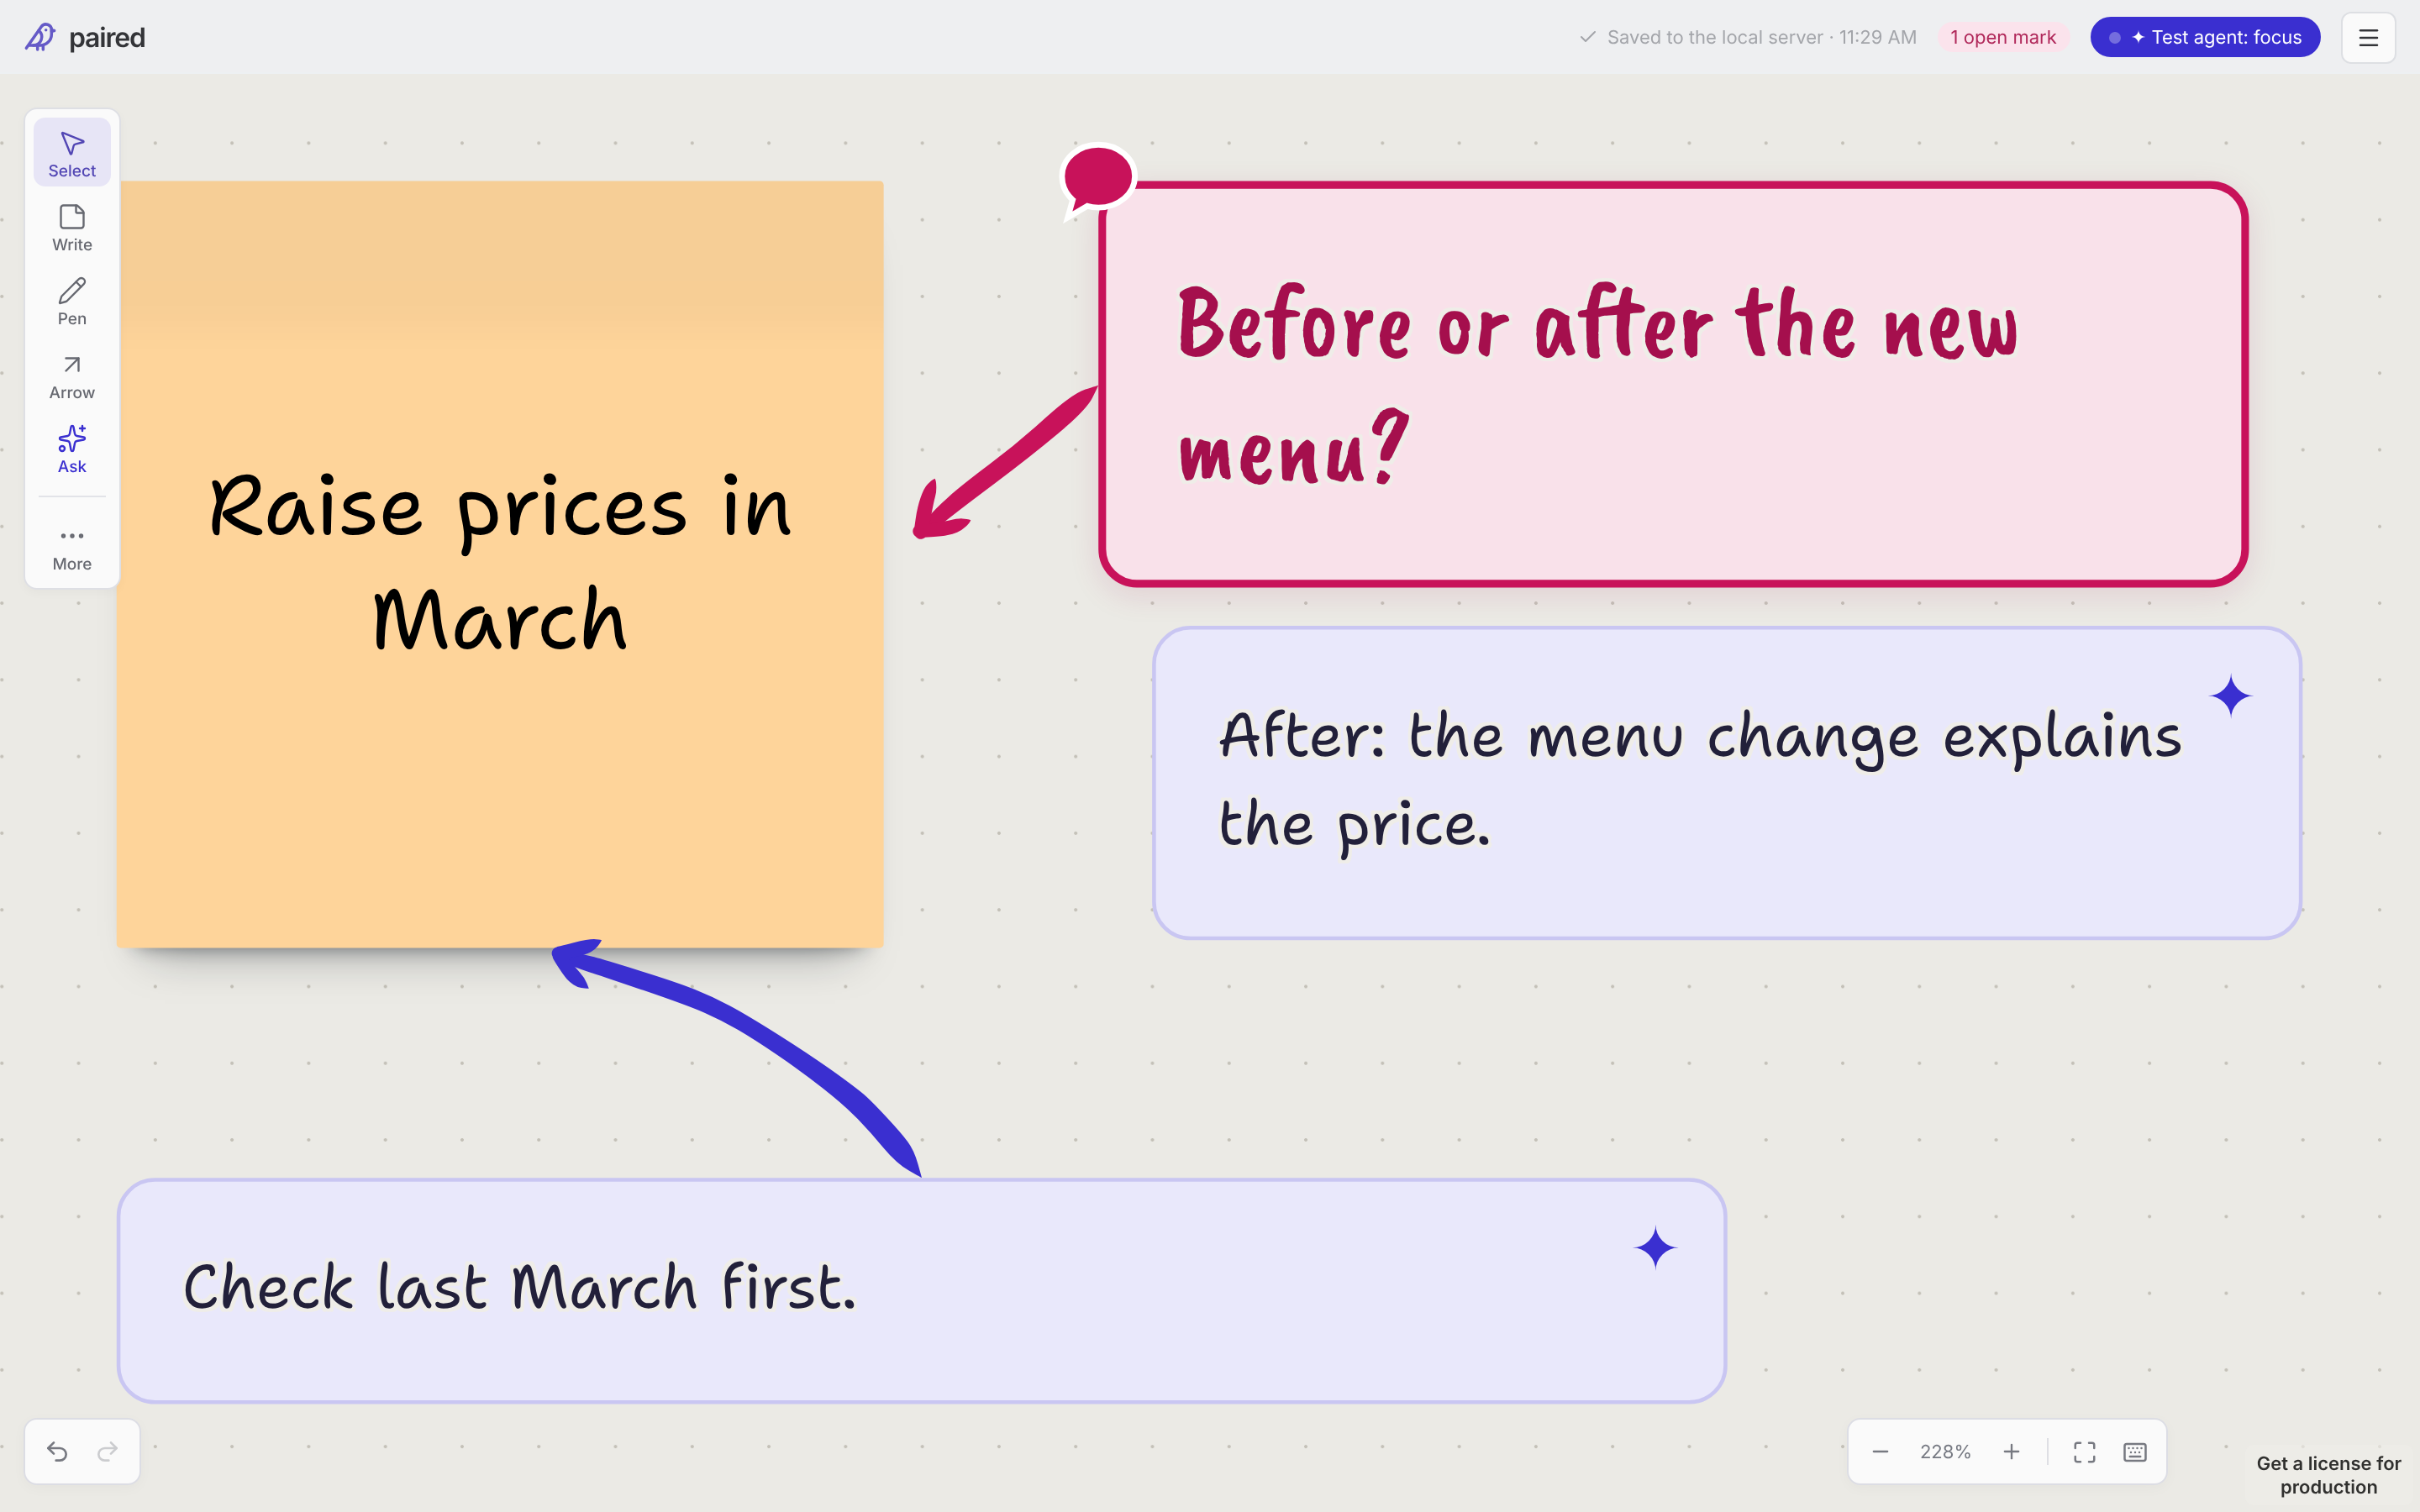 paired
Saved to the local server · 11:29 AM
1 open mark
Test agent: focus
Select
Write
Pen
Arrow
Ask
More
Raise prices in
March
Before or after the new
menu?
After: the menu change explains
the price.
Check last March first.
228%
Get a license for
production